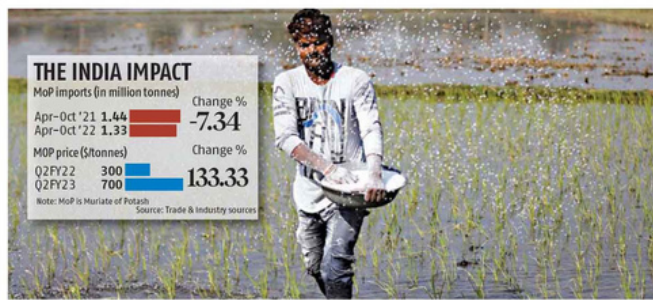 THE INDIA IMPACT
MoP imports (in million tonnes)
Change %
Apr-Oct '21 1.44
Apr-Oct '22 1.33
-7.34
MOP price ($/tonnes)
Change %
Q2FY22 300
Q2FY23 700
133.33
Note: MoP is Muriate of Potash
Source: Trade & Industry sources